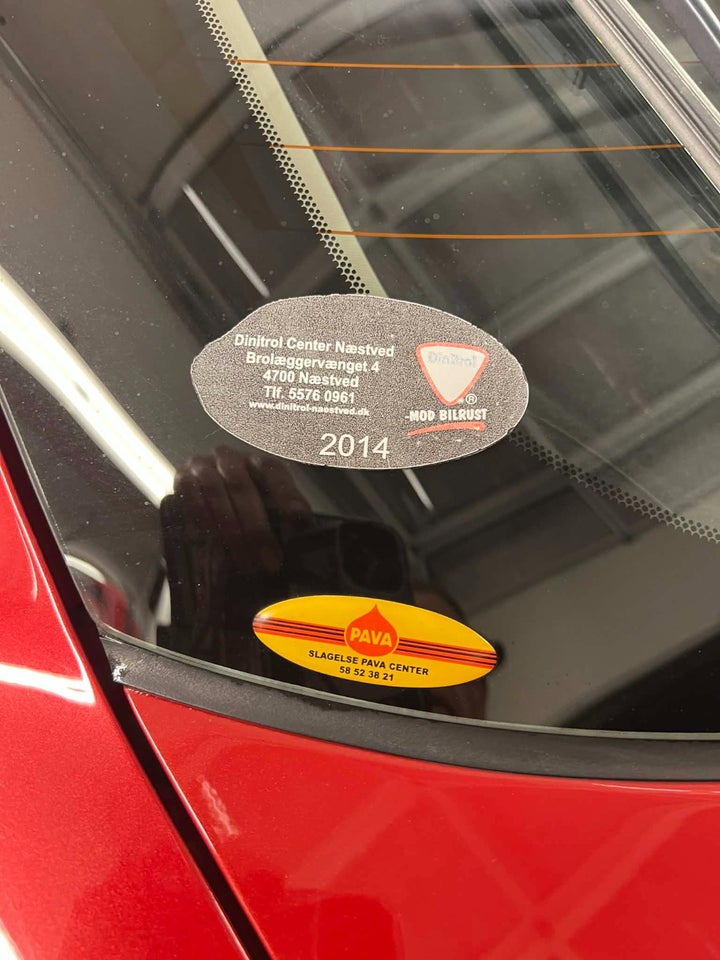 Dinitrol Center Næstved
Brolæggervænget 4
4700 Næstved
Tlf. 5576 0961
www.dinitrol-naestved.dk
2014
Dinitrol
®
-MOD BILRUST
PAVA
SLAGELSE PAVA CENTER
58 52 38 21